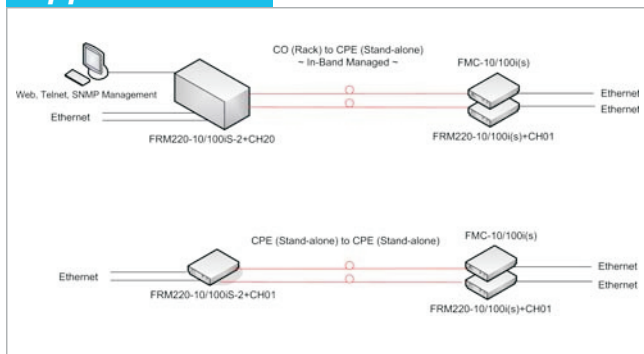 CO (Rack) to CPE (Stand-alone)
~ In-Band Managed ~
FMC-10/100i(s)
Web, Telnet, SNMP Management
Ethernet
Ethernet
Ethernet
FRM220-10/100iS-2+CH20
FRM220-10/100i(s)+CH01
CPE (Stand-alone) to CPE (Stand-alone)
FMC-10/100i(s)
Ethernet
Ethernet
Ethernet
FRM220-10/100iS-2+CH01
FRM220-10/100i(s)+CH01